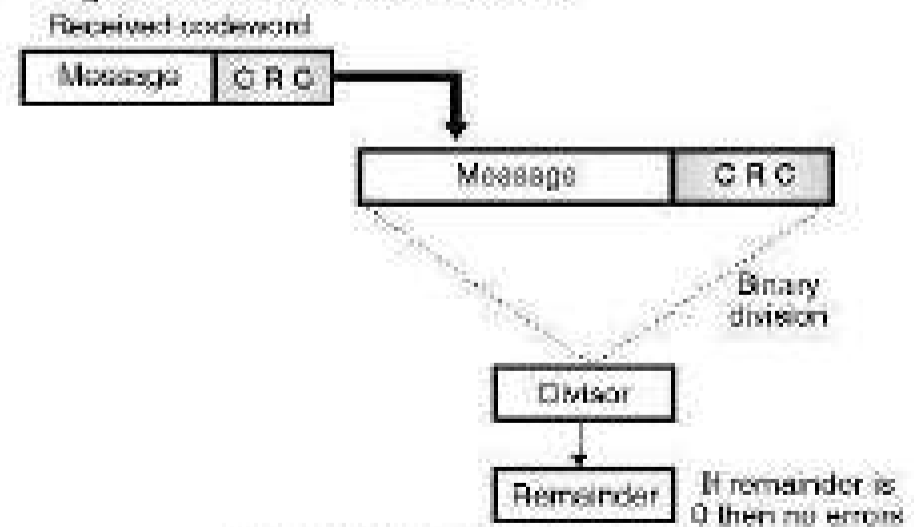 Received codeword
Message C R C
Message C R C
Binary
division
Divisor
Remainder
If remainder is
0 then no errors